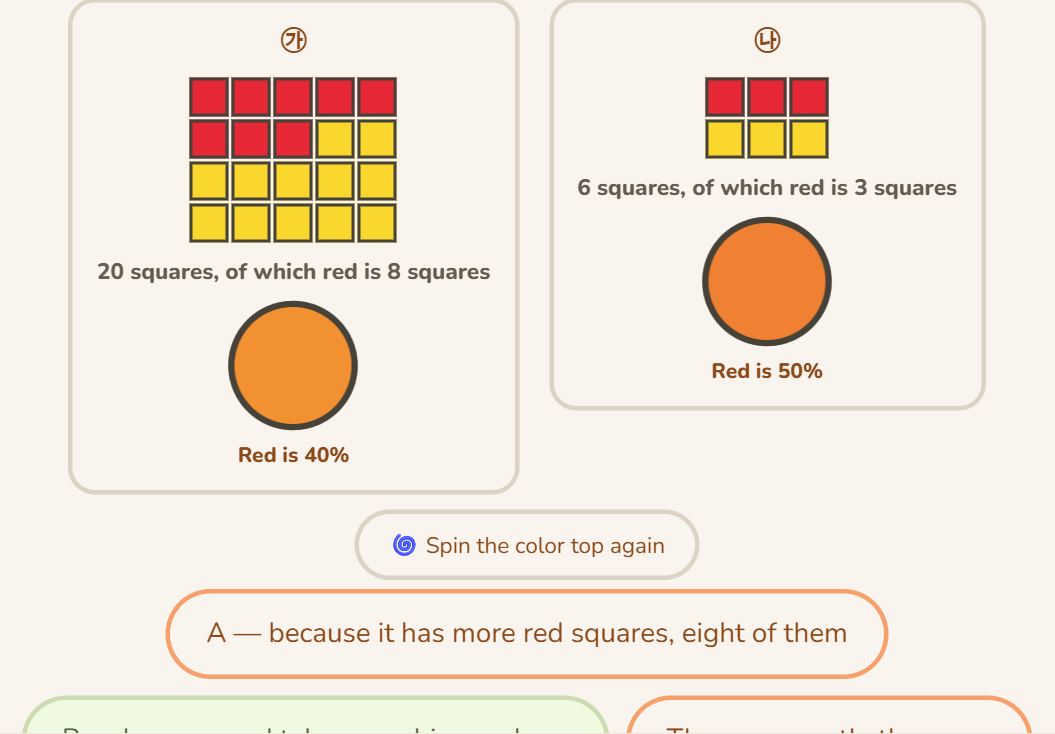 ㉮
㉯
20 squares, of which red is 8 squares
6 squares, of which red is 3 squares
Red is 40%
Red is 50%
🌀 Spin the color top again
A — because it has more red squares, eight of them